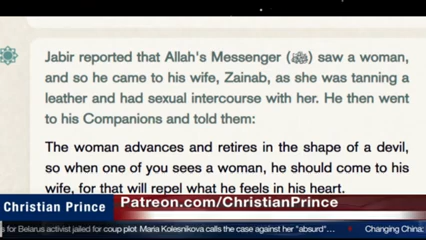 Jabir reported that Allah's Messenger (ﷺ) saw a woman,
and so he came to his wife, Zainab, as she was tanning a
leather and had sexual intercourse with her. He then went
to his Companions and told them:
The woman advances and retires in the shape of a devil,
so when one of you sees a woman, he should come to his
wife, for that will repel what he feels in his heart.
Christian Prince
Patreon.com/ChristianPrince
s for Belarus activist jailed for coup plot Maria Kolesnikova calls the case against her "absurd"...
Changing China: